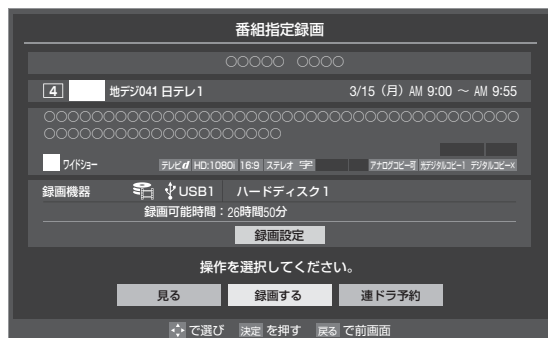 番組指定録画
○○○○○ ○○○○
4 地デジ041 日テレ1 3/15（月）AM 9:00 ～ AM 9:55
○○○○○○○○○○○○○○○○○○○○○○○○○○○○○○○○○○○○○
○○○○○○○○○○○○○○○○○○○
ワイドショー テレビd HD:1080i 16:9 ステレオ 字 アナログコピー可 光デジタルコピー1 デジタルコピー×
録画機器 USB1 ハードディスク1
録画可能時間：26時間50分
録画設定
操作を選択してください。
見る 録画する 連ドラ予約
で選び 決定 を押す 戻る で前画面